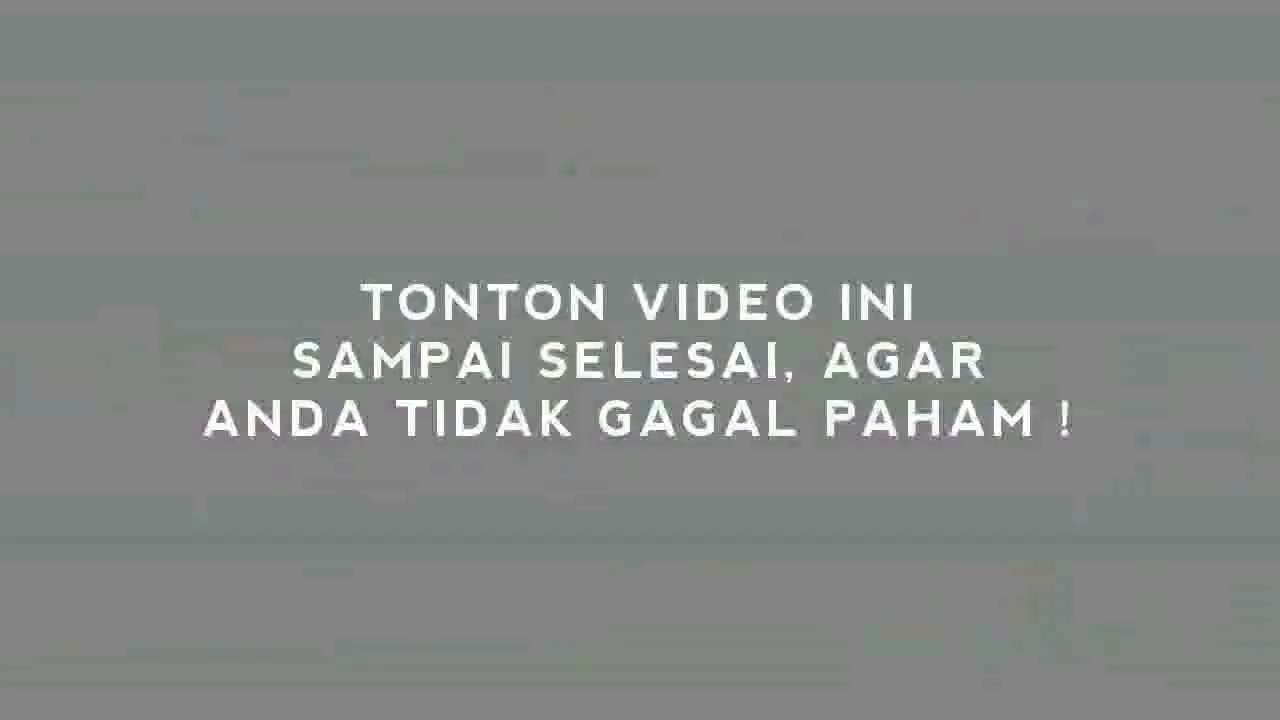 TONTON VIDEO INI
SAMPAI SELESAI, AGAR
ANDA TIDAK GAGAL PAHAM !